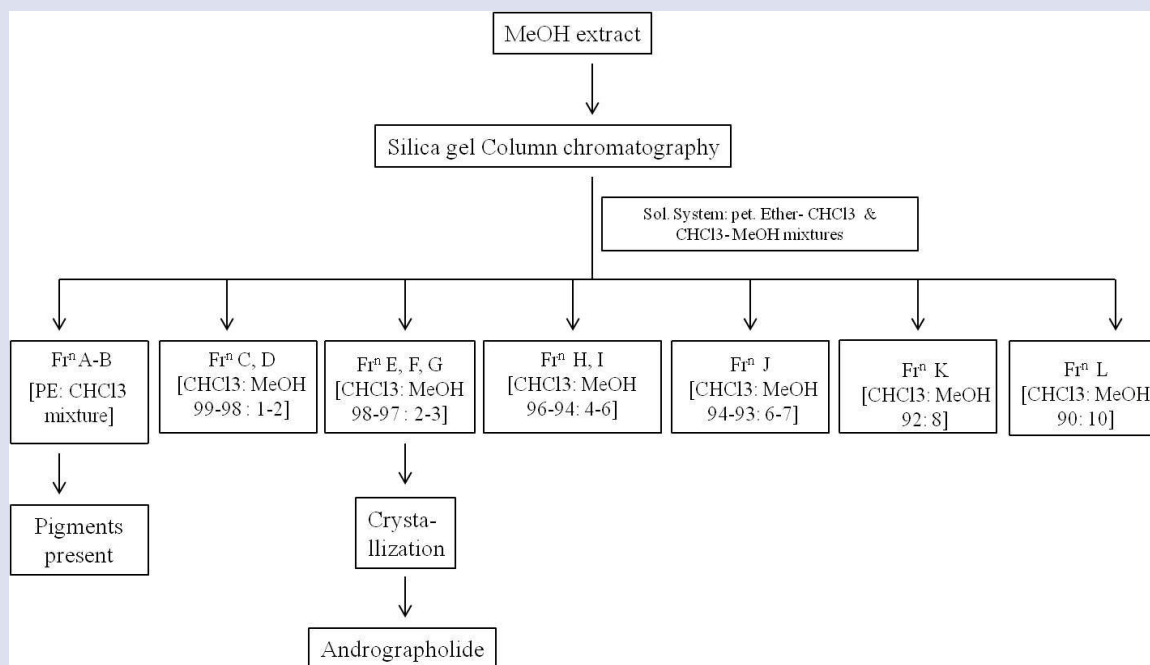 MeOH extract
Silica gel Column chromatography
Sol. System: pet. Ether- CHCl3 &
CHCl3- MeOH mixtures
Frⁿ A-B
[PE: CHCl3
mixture]
Frⁿ C, D
[CHCl3: MeOH
99-98 : 1-2]
Frⁿ E, F, G
[CHCl3: MeOH
98-97 : 2-3]
Frⁿ H, I
[CHCl3: MeOH
96-94: 4-6]
Frⁿ J
[CHCl3: MeOH
94-93: 6-7]
Frⁿ K
[CHCl3: MeOH
92: 8]
Frⁿ L
[CHCl3: MeOH
90: 10]
Pigments
present
Crysta-
llization
Andrographolide